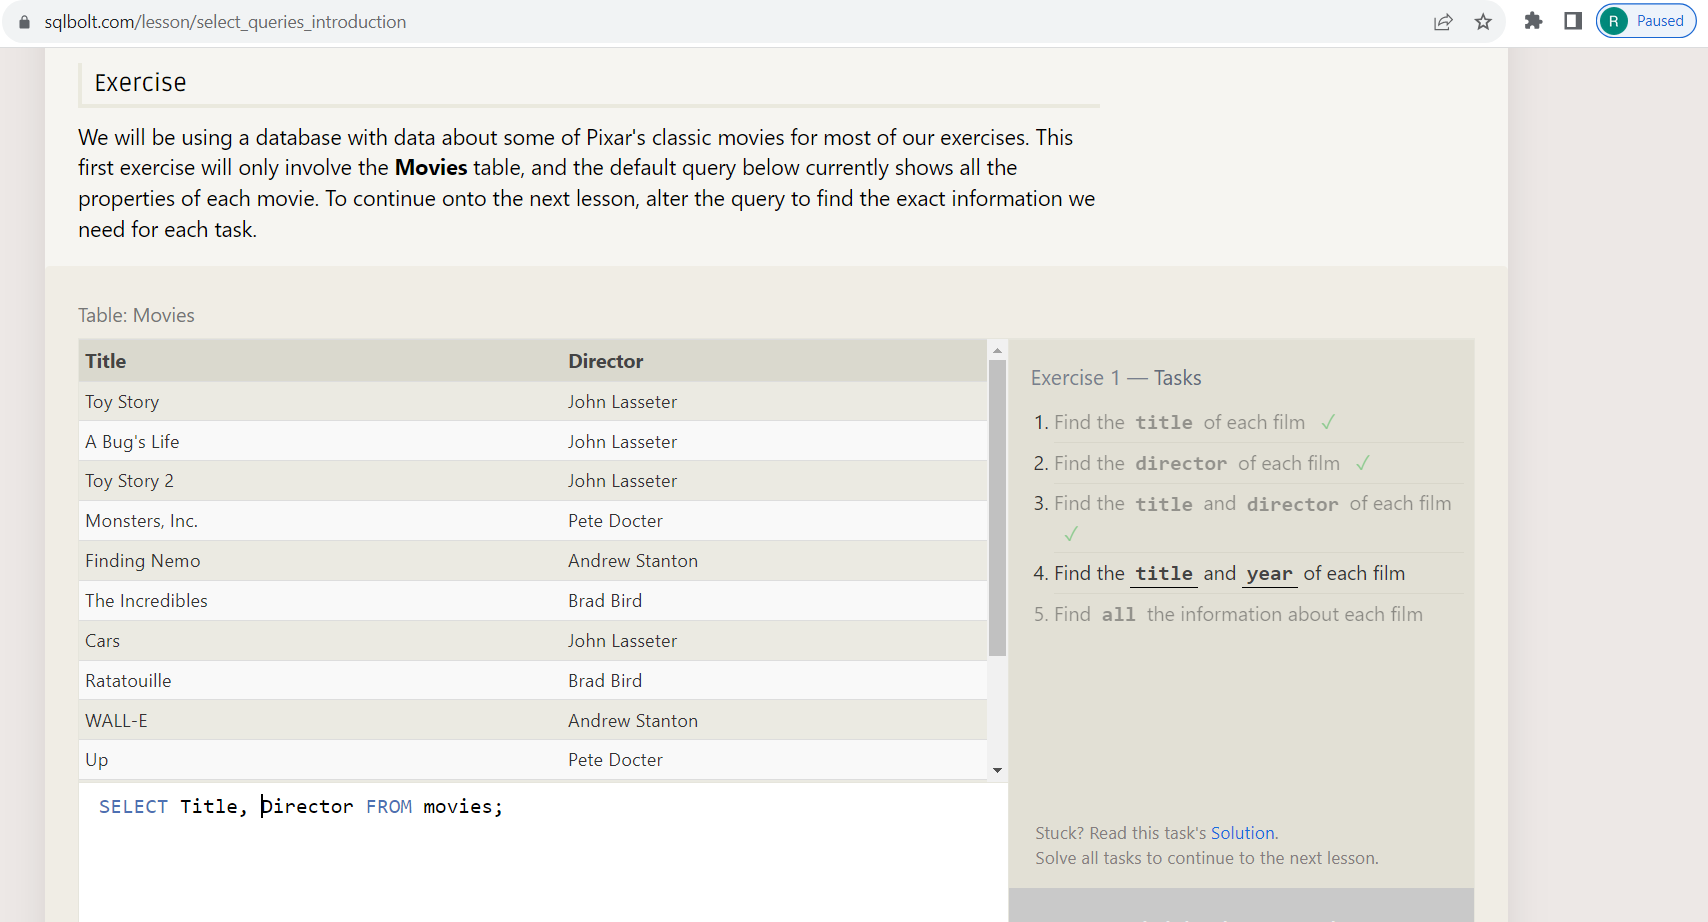 sqlbolt.com/lesson/select_queries_introduction
R Paused
Exercise
We will be using a database with data about some of Pixar's classic movies for most of our exercises. This
first exercise will only involve the Movies table, and the default query below currently shows all the
properties of each movie. To continue onto the next lesson, alter the query to find the exact information we
need for each task.
Table: Movies
Title Director
Toy Story John Lasseter
A Bug's Life John Lasseter
Toy Story 2 John Lasseter
Monsters, Inc. Pete Docter
Finding Nemo Andrew Stanton
The Incredibles Brad Bird
Cars John Lasseter
Ratatouille Brad Bird
WALL-E Andrew Stanton
Up Pete Docter
SELECT Title, Director FROM movies;
Exercise 1 — Tasks
1. Find the title of each film ✓
2. Find the director of each film ✓
3. Find the title and director of each film
✓
4. Find the title and year of each film
5. Find all the information about each film
Stuck? Read this task's Solution.
Solve all tasks to continue to the next lesson.